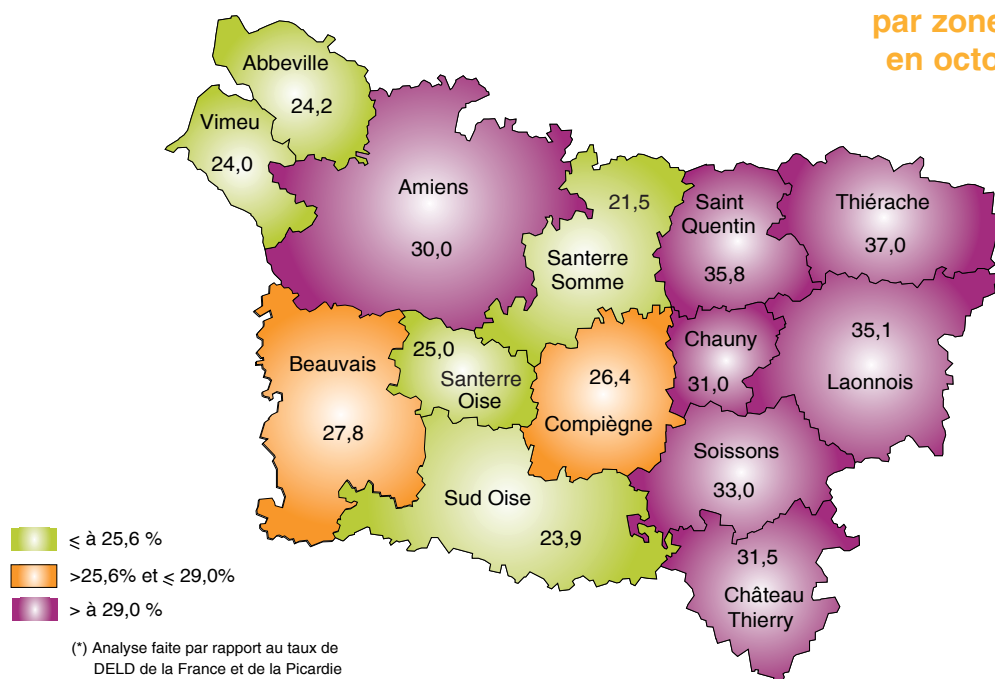 par zone
en octo
Abbeville
24,2
Vimeu
24,0
Amiens
30,0
21,5
Santerre
Somme
Saint
Quentin
35,8
Thiérache
37,0
Beauvais
27,8
25,0
Santerre
Oise
26,4
Compiègne
Chauny
31,0
35,1
Laonnois
Soissons
33,0
Sud Oise
23,9
31,5
Château
Thierry
⩽ à 25,6 %
>25,6% et ⩽ 29,0%
> à 29,0 %
(*) Analyse faite par rapport au taux de
DELD de la France et de la Picardie